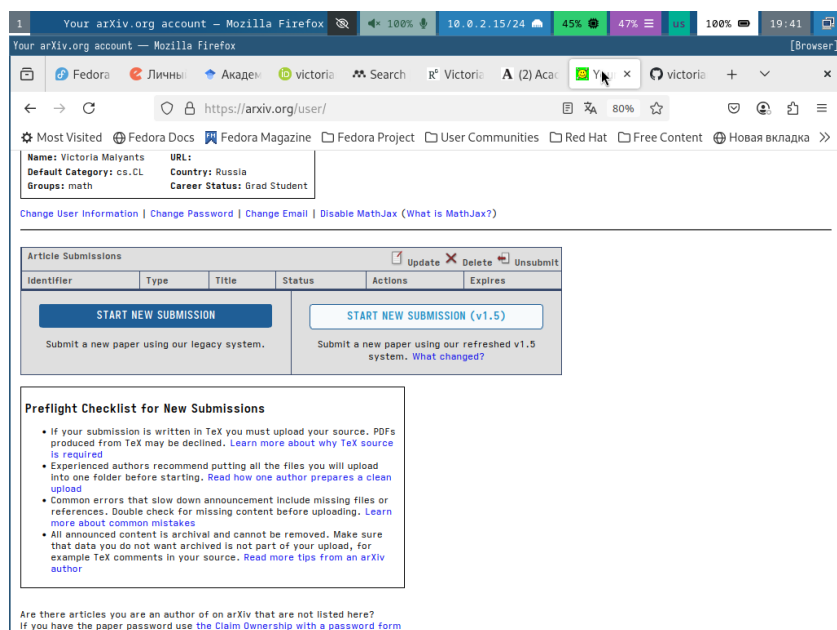 1 Your arXiv.org account — Mozilla Firefox 100% 10.0.2.15/24 45% 47% us 100% 19:41
Your arXiv.org account — Mozilla Firefox [Browser
Fedora Личны Академ victoria Search Victoria (2) Acac Yo victoria
https://arxiv.org/user/ 80%
Most Visited Fedora Docs Fedora Magazine Fedora Project User Communities Red Hat Free Content Новая вкладка
Name: Victoria Malyants URL:
Default Category: cs.CL Country: Russia
Groups: math Career Status: Grad Student
Change User Information | Change Password | Change Email | Disable MathJax (What is MathJax?)
Article Submissions Update Delete Unsubmit
Identifier Type Title Status Actions Expires
START NEW SUBMISSION START NEW SUBMISSION (v1.5)
Submit a new paper using our legacy system. Submit a new paper using our refreshed v1.5
system. What changed?
Preflight Checklist for New Submissions
• If your submission is written in TeX you must upload your source. PDFs
produced from TeX may be declined. Learn more about why TeX source
is required
• Experienced authors recommend putting all the files you will upload
into one folder before starting. Read how one author prepares a clean
upload
• Common errors that slow down announcement include missing files or
references. Double check for missing content before uploading. Learn
more about common mistakes
• All announced content is archival and cannot be removed. Make sure
that data you do not want archived is not part of your upload, for
example TeX comments in your source. Read more tips from an arXiv
author
Are there articles you are an author of on arXiv that are not listed here?
If you have the paper password use the Claim Ownership with a password form